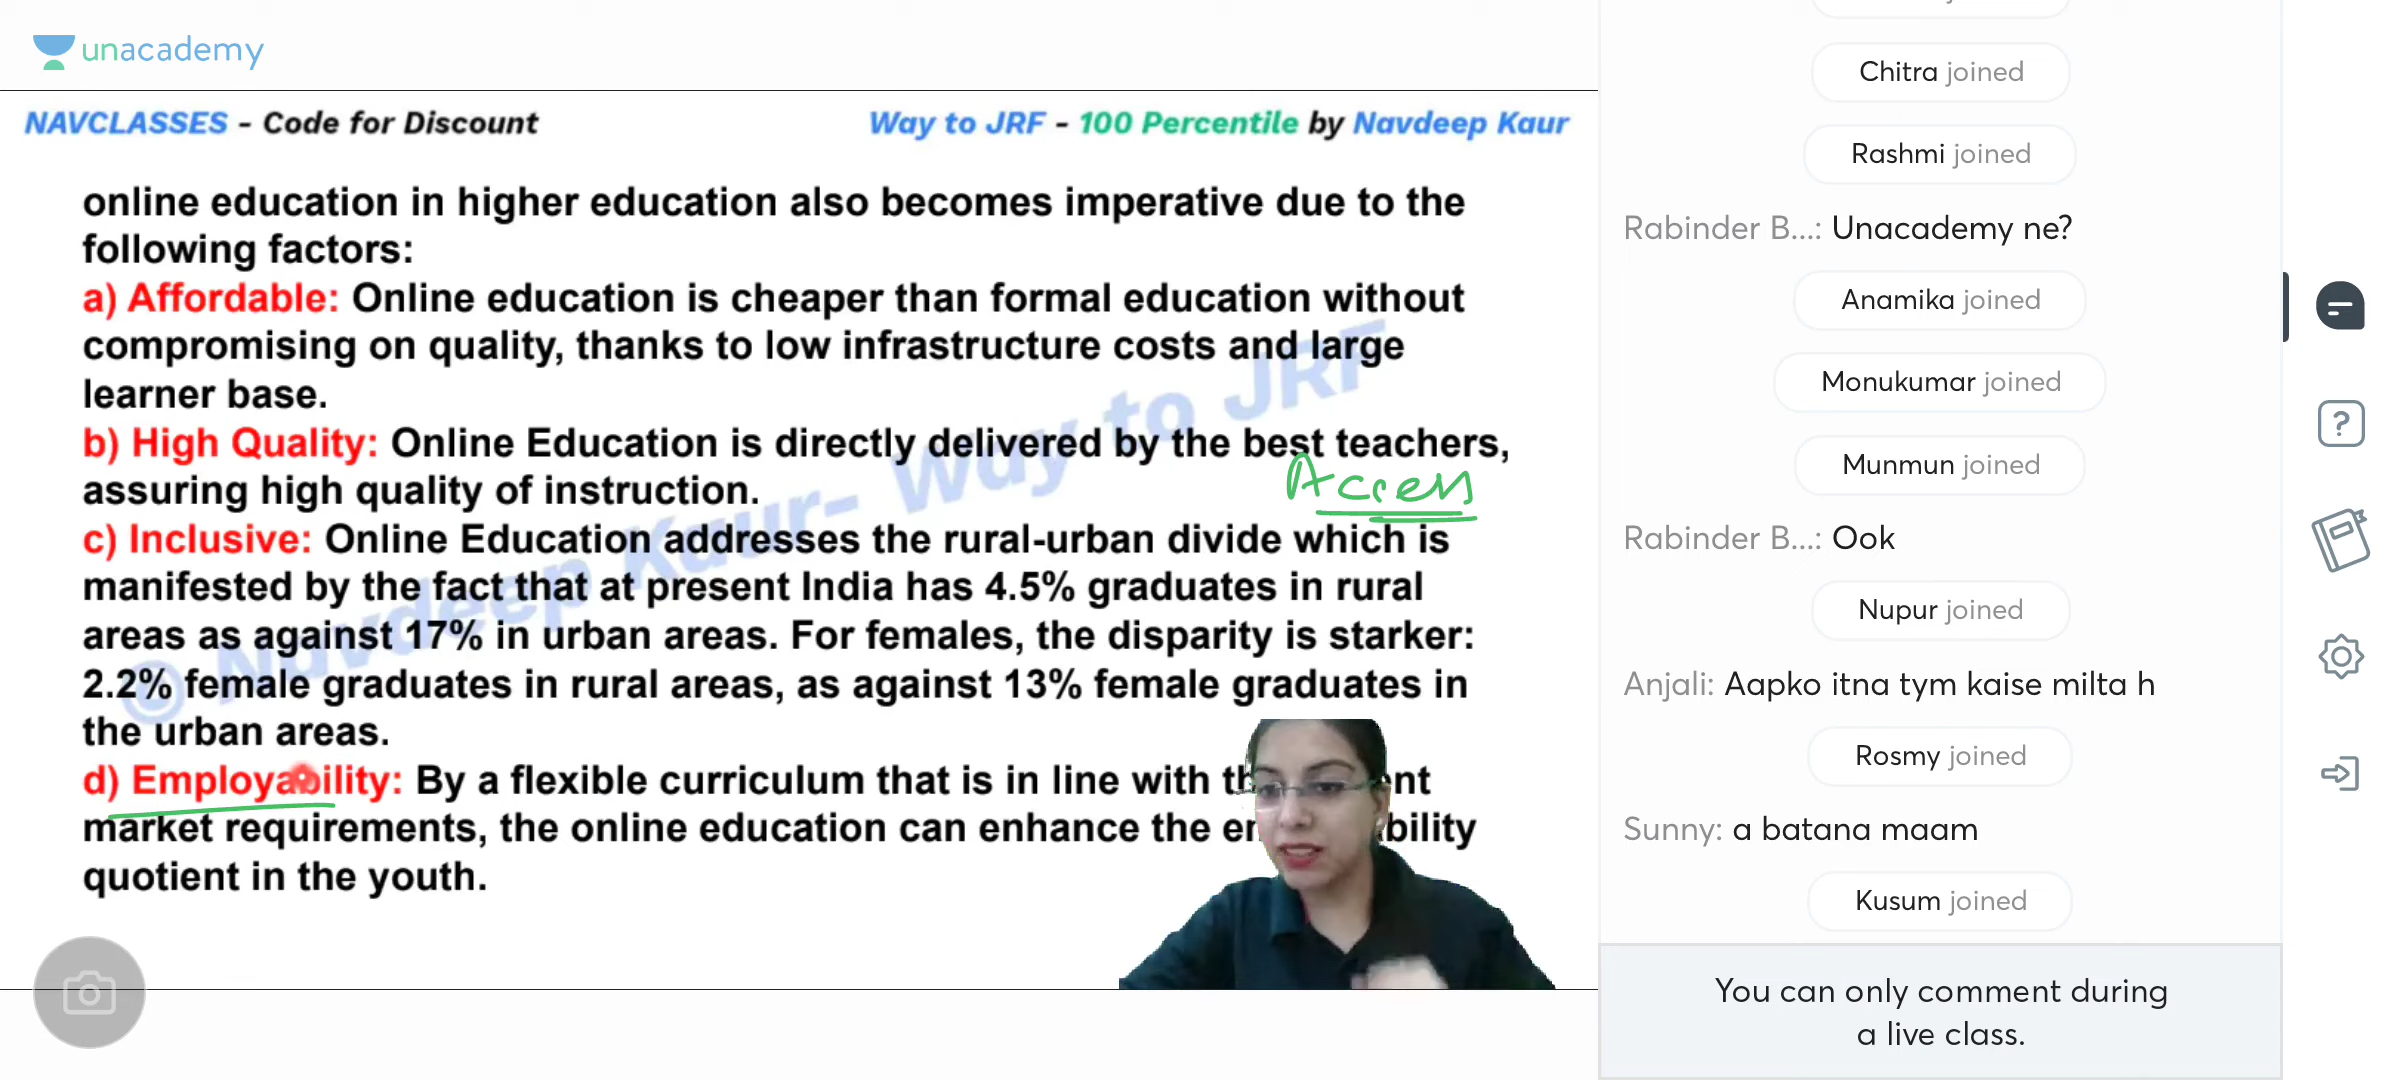 unacademy
NAVCLASSES - Code for Discount
Way to JRF - 100 Percentile by Navdeep Kaur
online education in higher education also becomes imperative due to the
following factors:
a) Affordable: Online education is cheaper than formal education without
compromising on quality, thanks to low infrastructure costs and large
learner base.
b) High Quality: Online Education is directly delivered by the best teachers,
assuring high quality of instruction.
Access
c) Inclusive: Online Education addresses the rural-urban divide which is
manifested by the fact that at present India has 4.5% graduates in rural
areas as against 17% in urban areas. For females, the disparity is starker:
2.2% female graduates in rural areas, as against 13% female graduates in
the urban areas.
d) Employability: By a flexible curriculum that is in line with
market requirements, the online education can enhance the
quotient in the youth.
© Navdeep Kaur- Way to JRF
Chitra joined
Rashmi joined
Rabinder B...: Unacademy ne?
Anamika joined
Monukumar joined
Munmun joined
Rabinder B...: Ook
Nupur joined
Anjali: Aapko itna tym kaise milta h
Rosmy joined
Sunny: a batana maam
Kusum joined
You can only comment during
a live class.